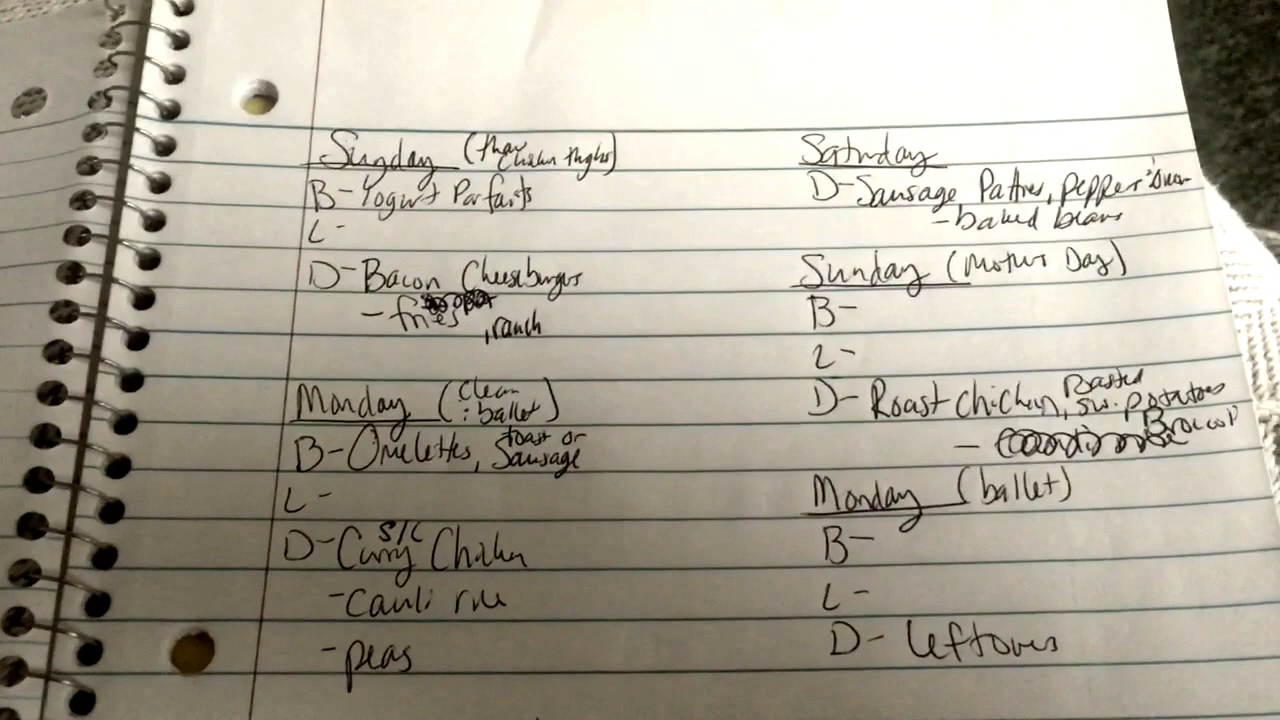 Sunday (thaw chicken thighs)
B-Yogurt Parfaits
L-
D-Bacon Cheeseburgers
-fries, ranch
Monday (clean : ballet)
B-Omelettes, toast or sausage
L-
D-Curry S/C Chicken
-cauli rice
-peas
Saturday
D-Sausage Patties, pepper
-baked beans
Sunday (Mothers Day)
B-
L-
D-Roast chicken, Roasted sw. potatoes
- Broccoli
Monday (ballet)
B-
L-
D- leftovers